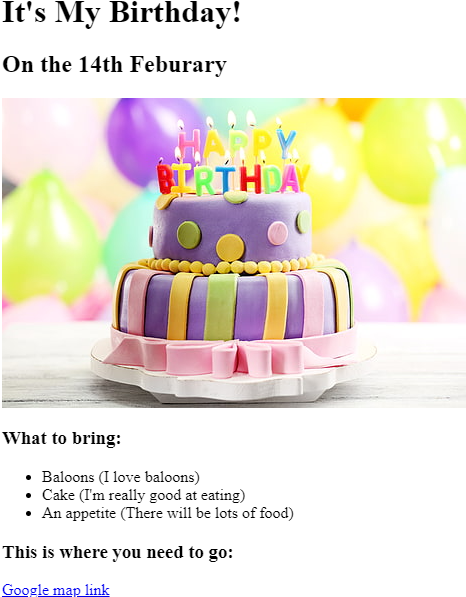 It's My Birthday!
On the 14th Feburary
HAPPY
BIRTHDAY
What to bring:
Baloons (I love baloons)
Cake (I'm really good at eating)
An appetite (There will be lots of food)
This is where you need to go:
Google map link